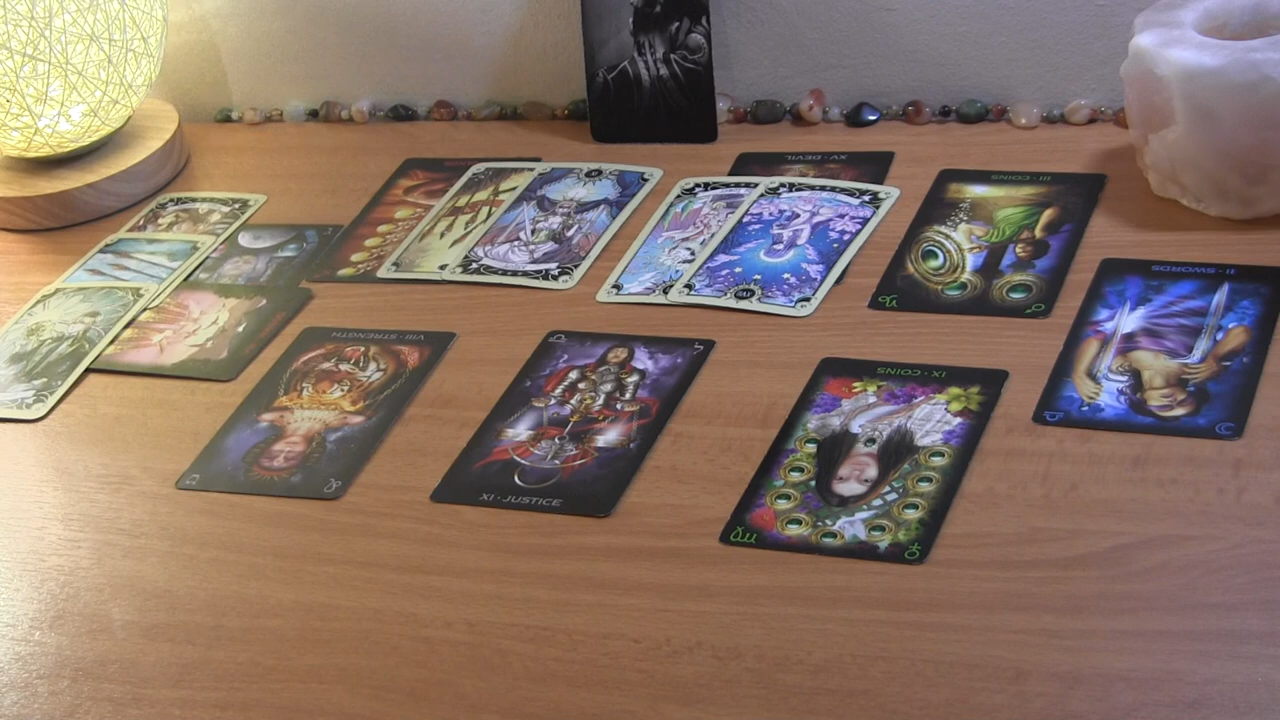 XV · DEVIL
III · COINS
II · SWORDS
VIII · STRENGTH
XI · JUSTICE
IX · COINS